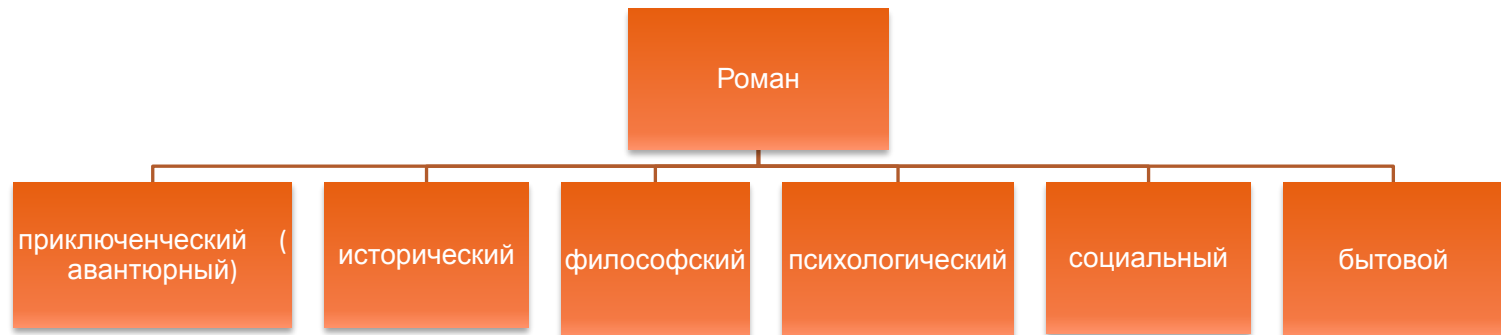 Роман
приключенческий (
авантюрный)
исторический
философский
психологический
социальный
бытовой